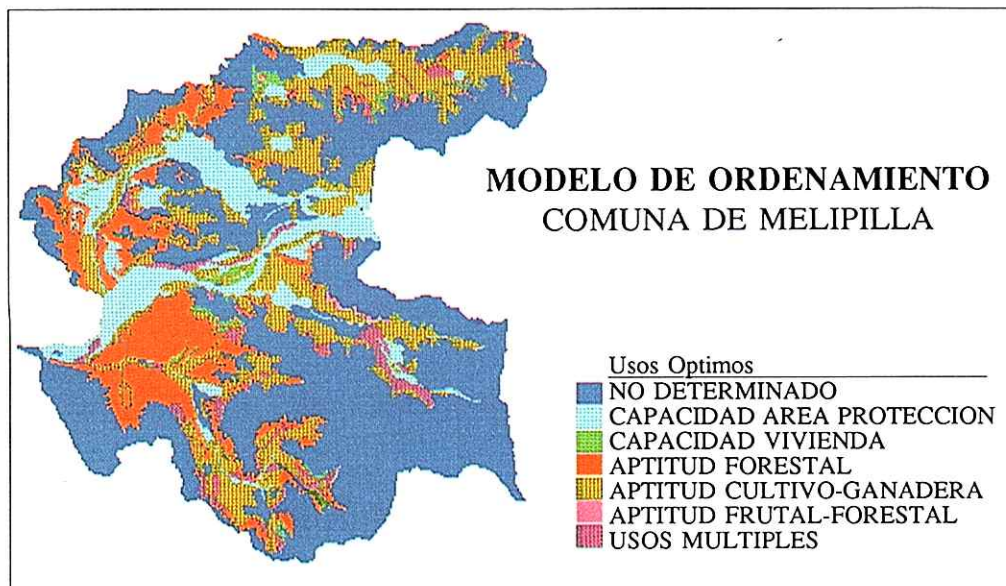 MODELO DE ORDENAMIENTO
COMUNA DE MELIPILLA
Usos Optimos
NO DETERMINADO
CAPACIDAD AREA PROTECCION
CAPACIDAD VIVIENDA
APTITUD FORESTAL
APTITUD CULTIVO-GANADERA
APTITUD FRUTAL-FORESTAL
USOS MULTIPLES